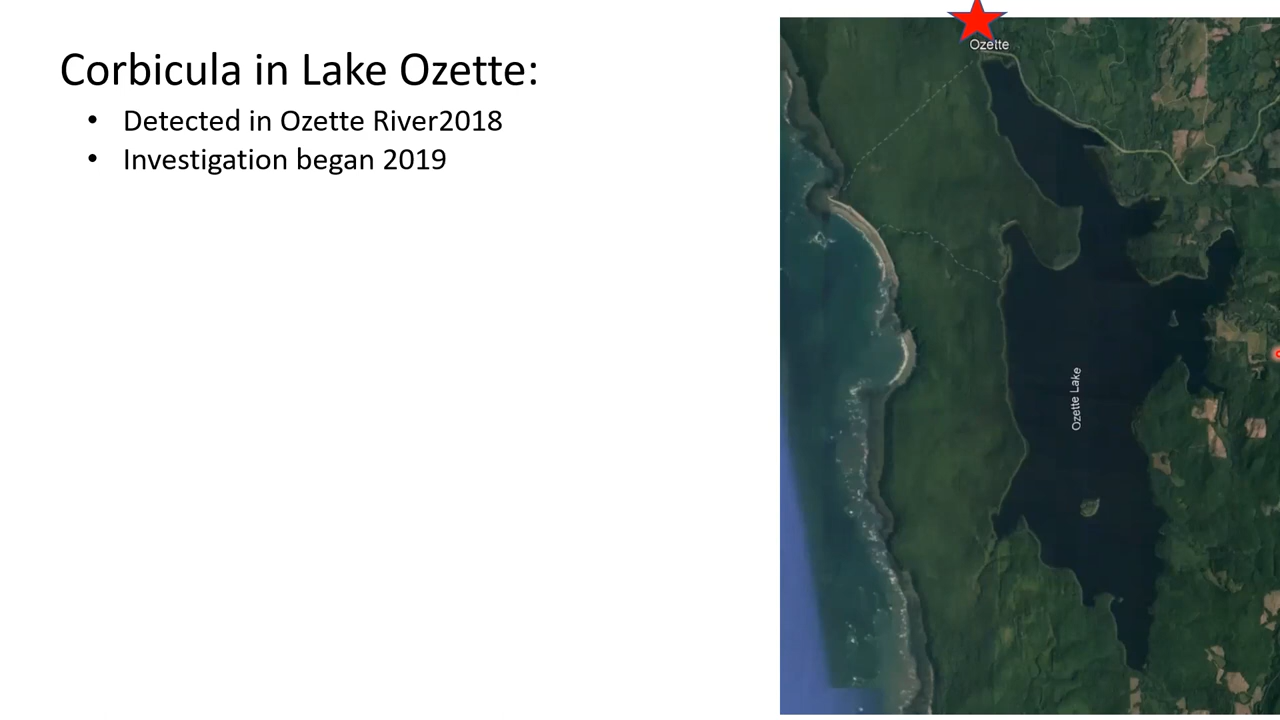 Corbicula in Lake Ozette:
• Detected in Ozette River2018
• Investigation began 2019
Ozette
Ozette Lake